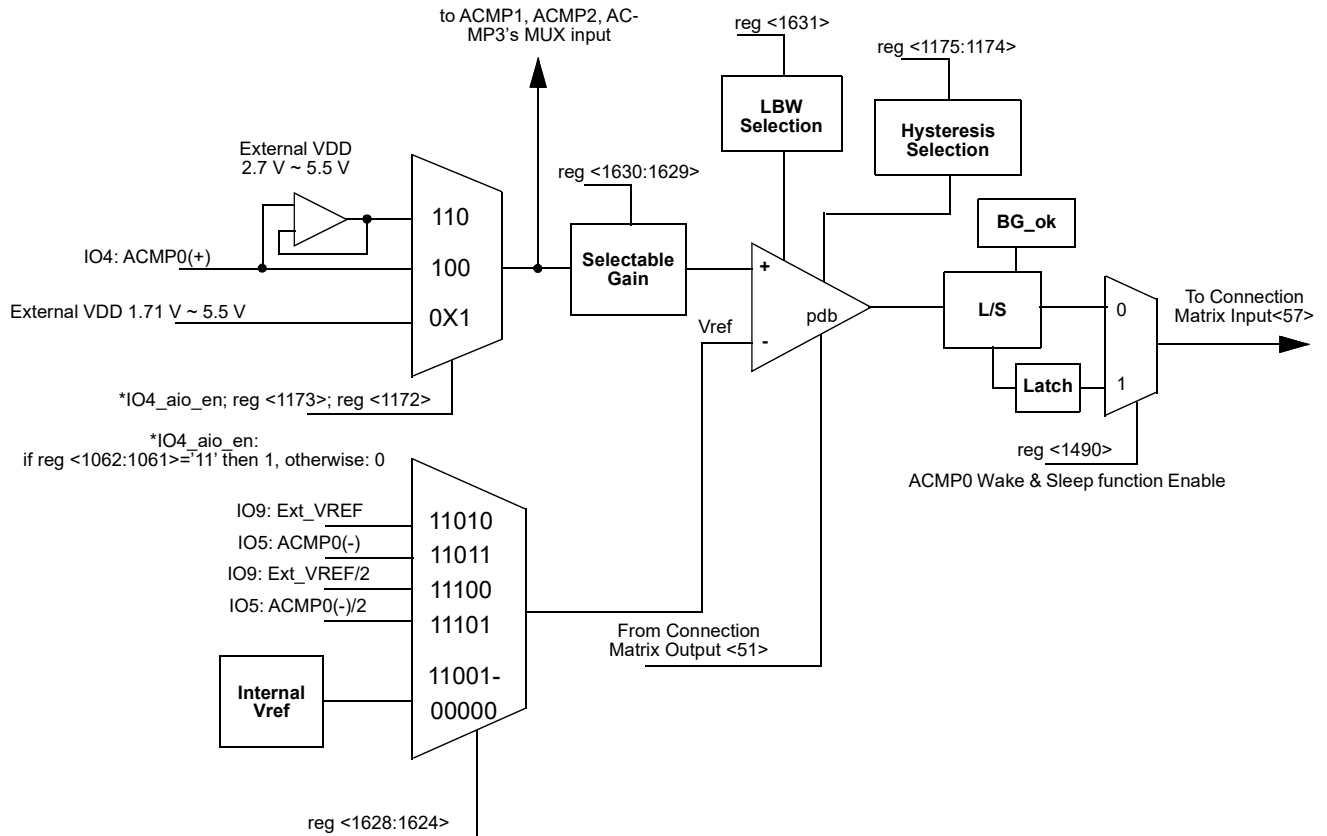 to ACMP1, ACMP2, AC-
MP3's MUX input
reg <1631>
reg <1175:1174>
LBW
Selection
Hysteresis
Selection
External VDD
2.7 V ~ 5.5 V
reg <1630:1629>
110
BG_ok
IO4: ACMP0(+)
100
Selectable
Gain
+
External VDD 1.71 V ~ 5.5 V
0X1
L/S
0
To Connection
Matrix Input<57>
Vref
pdb
-
Latch
1
*IO4_aio_en; reg <1173>; reg <1172>
*IO4_aio_en:
if reg <1062:1061>='11' then 1, otherwise: 0
reg <1490>
ACMP0 Wake & Sleep function Enable
IO9: Ext_VREF
11010
IO5: ACMP0(-)
11011
IO9: Ext_VREF/2
11100
IO5: ACMP0(-)/2
11101
From Connection
Matrix Output <51>
11001-
00000
Internal
Vref
reg <1628:1624>